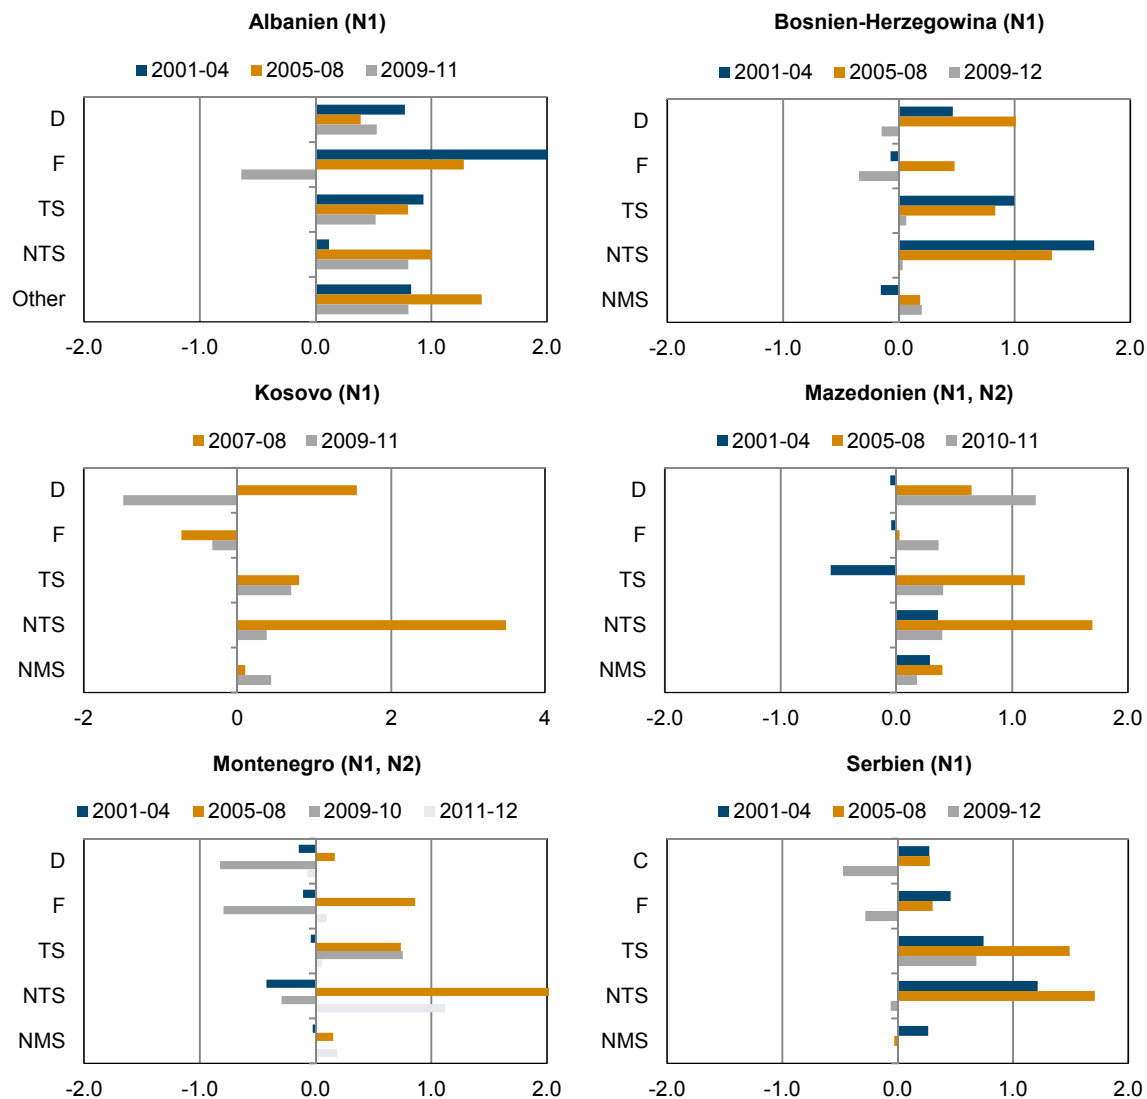 Albanien (N1)
2001-04 2005-08 2009-11
D
F
TS
NTS
Other
-2.0 -1.0 0.0 1.0 2.0
Bosnien-Herzegowina (N1)
2001-04 2005-08 2009-12
D
F
TS
NTS
NMS
-2.0 -1.0 0.0 1.0 2.0
Kosovo (N1)
2007-08 2009-11
D
F
TS
NTS
NMS
-2 0 2 4
Mazedonien (N1, N2)
2001-04 2005-08 2010-11
D
F
TS
NTS
NMS
-2.0 -1.0 0.0 1.0 2.0
Montenegro (N1, N2)
2001-04 2005-08 2009-10 2011-12
D
F
TS
NTS
NMS
-2.0 -1.0 0.0 1.0 2.0
Serbien (N1)
2001-04 2005-08 2009-12
C
F
TS
NTS
NMS
-2.0 -1.0 0.0 1.0 2.0